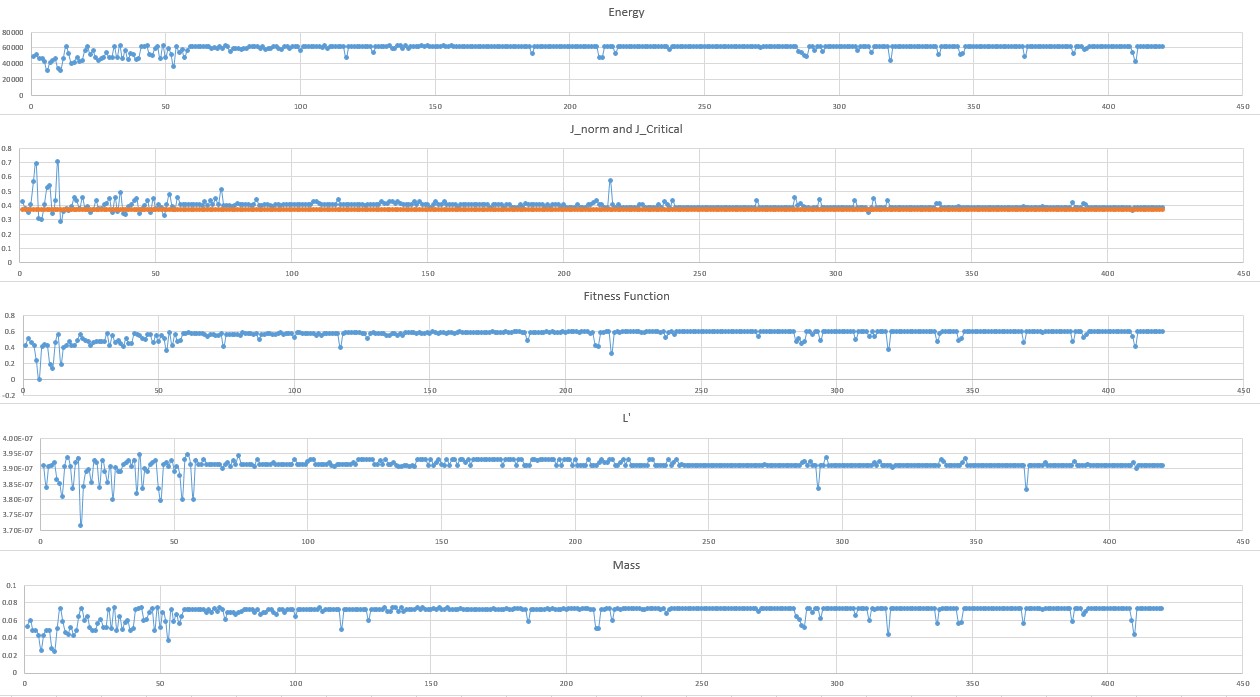 Energy
80000
60000
40000
20000
0
0 50 100 150 200 250 300 350 400 450
J_norm and J_Critical
0.8
0.7
0.6
0.5
0.4
0.3
0.2
0.1
0
0 50 100 150 200 250 300 350 400 450
Fitness Function
0.8
0.6
0.4
0.2
0
-0.2
0 50 100 150 200 250 300 350 400 450
L'
4.00E-07
3.95E-07
3.90E-07
3.85E-07
3.80E-07
3.75E-07
3.70E-07
0 50 100 150 200 250 300 350 400 450
Mass
0.1
0.08
0.06
0.04
0.02
0
0 50 100 150 200 250 300 350 400 450